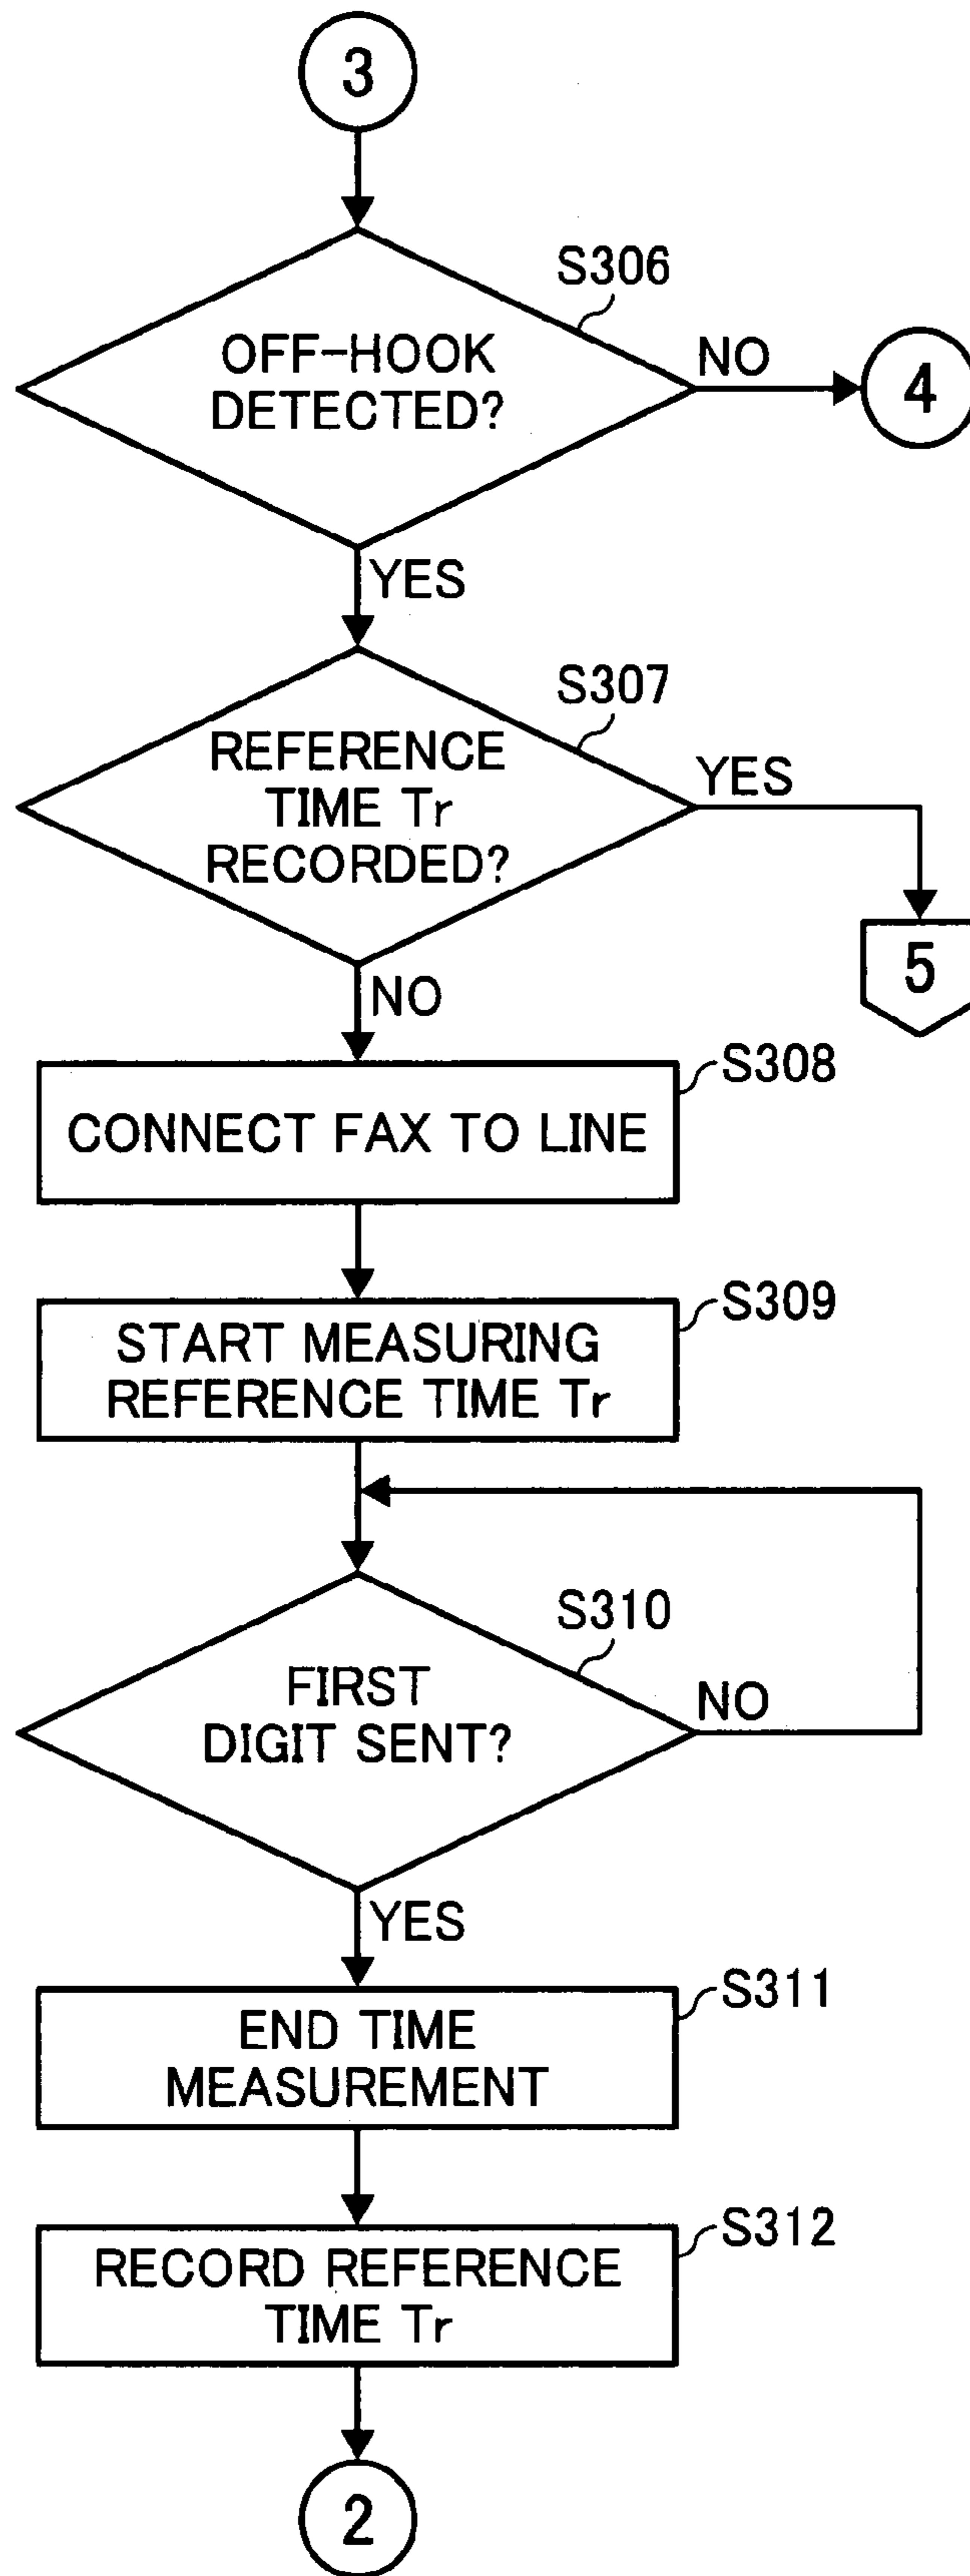 3
S306
OFF-HOOK
DETECTED?
NO
4
YES
S307
REFERENCE
TIME Tr
RECORDED?
YES
5
NO
S308
CONNECT FAX TO LINE
S309
START MEASURING
REFERENCE TIME Tr
S310
FIRST
DIGIT SENT?
NO
YES
S311
END TIME
MEASUREMENT
S312
RECORD REFERENCE
TIME Tr
2